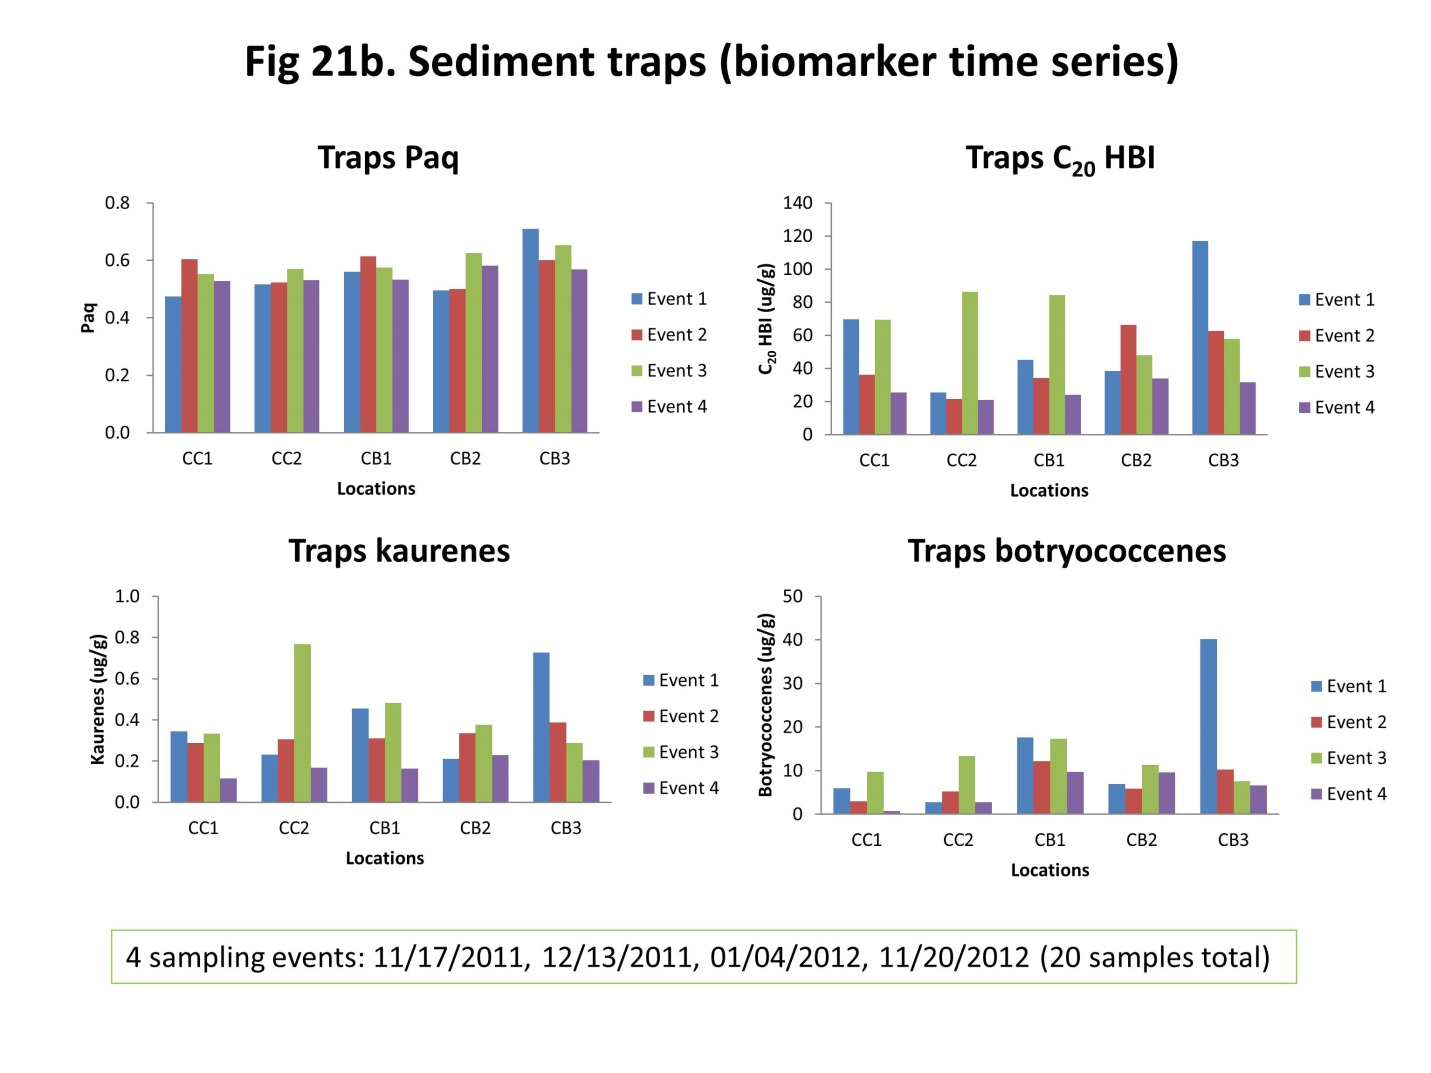 Fig 21b. Sediment traps (biomarker time series)
Traps Paq
0.8
0.6
0.4
0.2
0.0
Paq
CC1 CC2 CB1 CB2 CB3
Locations
Event 1
Event 2
Event 3
Event 4
Traps C20 HBI
140
120
100
80
60
40
20
0
C20 HBI (ug/g)
CC1 CC2 CB1 CB2 CB3
Locations
Event 1
Event 2
Event 3
Event 4
Traps kaurenes
1.0
0.8
0.6
0.4
0.2
0.0
Kaurenes (ug/g)
CC1 CC2 CB1 CB2 CB3
Locations
Event 1
Event 2
Event 3
Event 4
Traps botryococcenes
50
40
30
20
10
0
Botryococcenes (ug/g)
CC1 CC2 CB1 CB2 CB3
Locations
Event 1
Event 2
Event 3
Event 4
4 sampling events: 11/17/2011, 12/13/2011, 01/04/2012, 11/20/2012 (20 samples total)